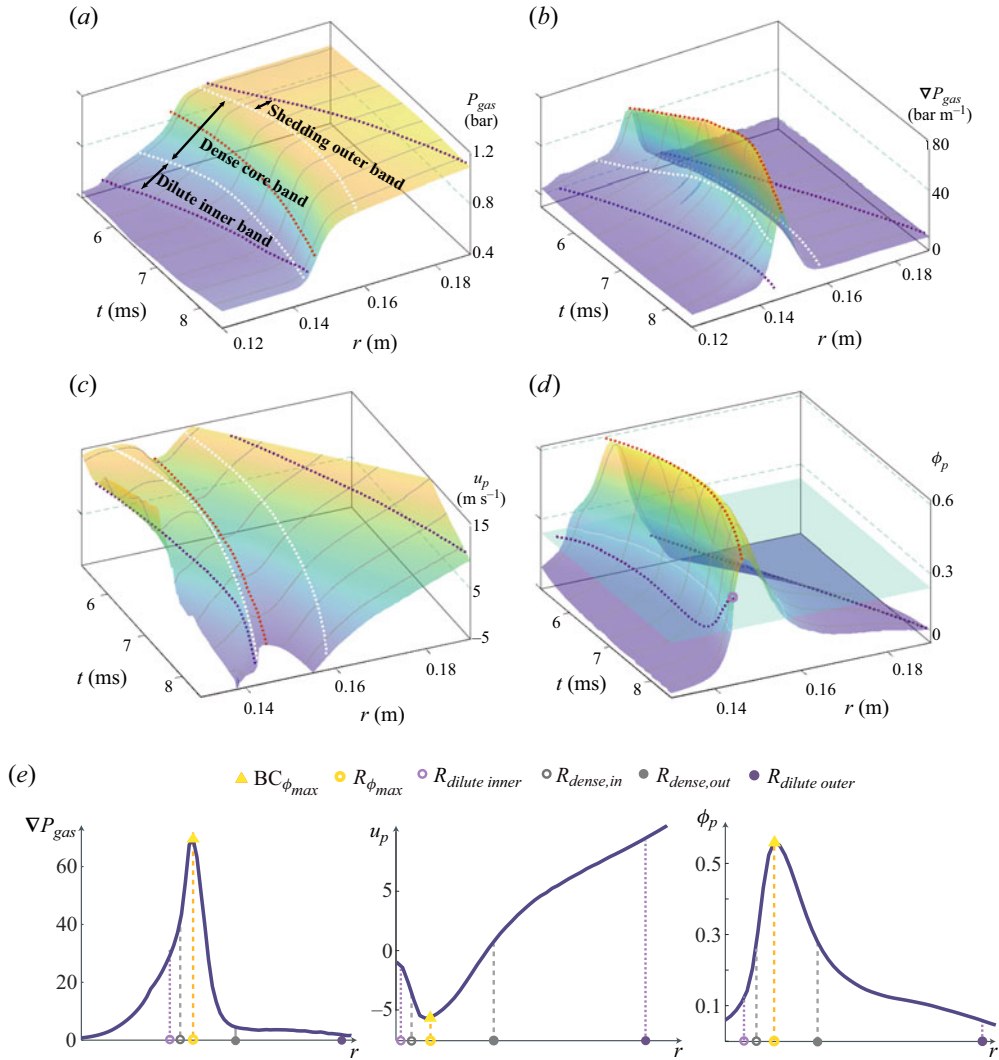 (a)
P_gas
(bar)
1.2
0.8
0.4
Shedding outer band
Dense core band
Dilute inner band
6
7
8
t (ms)
0.12
0.14
0.16
0.18
r (m)
(b)
∇P_gas
(bar m⁻¹)
180
40
0
6
7
8
t (ms)
0.12
0.14
0.16
0.18
r (m)
(c)
u_p
(m s⁻¹)
15
5
−5
6
7
8
t (ms)
0.14
0.16
0.18
r (m)
(d)
ϕ_p
0.6
0.3
0
6
7
8
t (ms)
0.14
0.16
0.18
r (m)
(e)
BC_ϕmax
R_ϕmax
R_dilute inner
R_dense,in
R_dense,out
R_dilute outer
∇P_gas
60
40
20
0
r
u_p
5
0
−5
r
ϕ_p
0.5
0.3
0.1
r